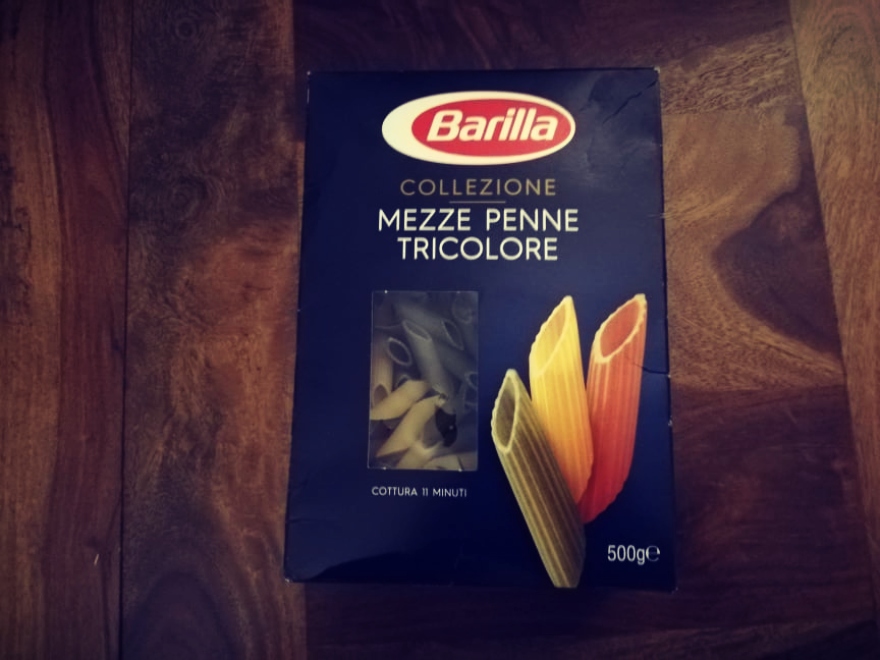 Barilla
COLLEZIONE
MEZZE PENNE
TRICOLORE
COTTURA 11 MINUTI
500g℮